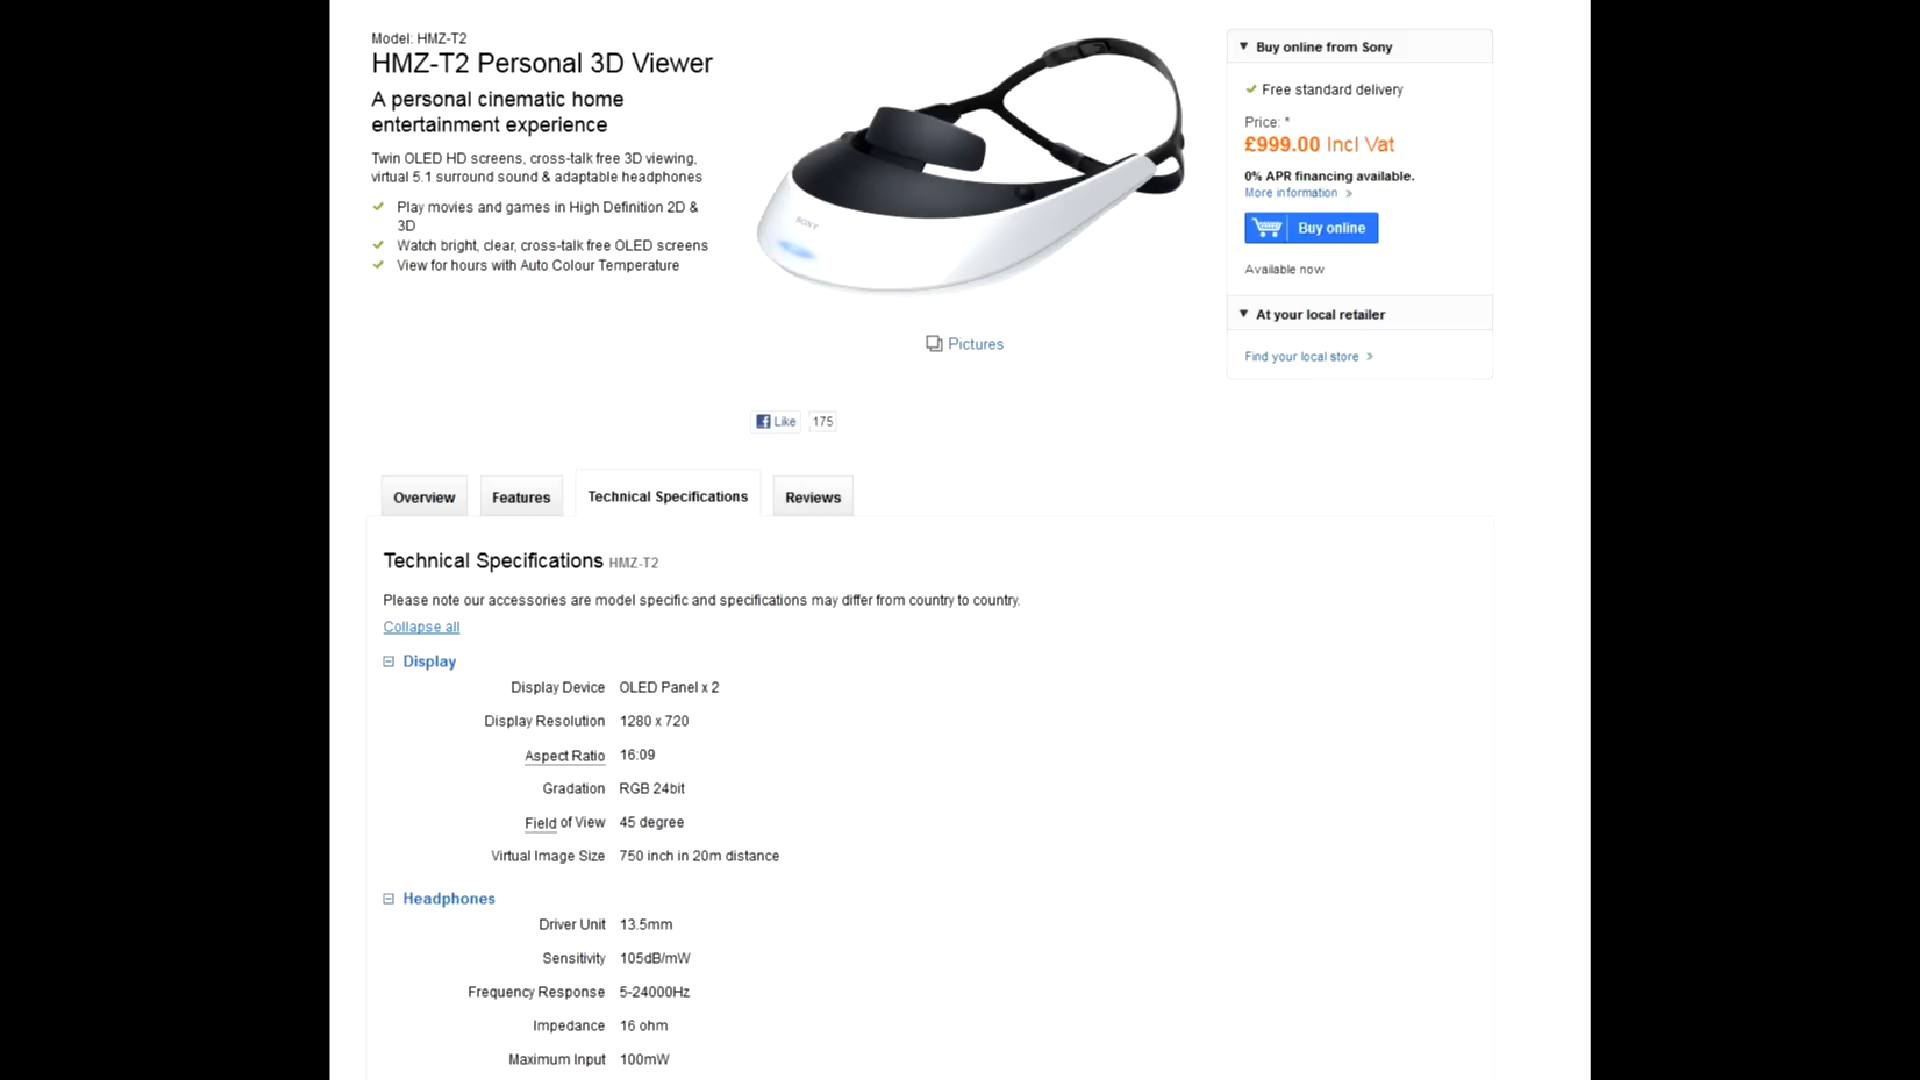 Model: HMZ-T2
HMZ-T2 Personal 3D Viewer
A personal cinematic home
entertainment experience
Twin OLED HD screens, cross-talk free 3D viewing,
virtual 5.1 surround sound & adaptable headphones
Play movies and games in High Definition 2D &
3D
Watch bright, clear, cross-talk free OLED screens
View for hours with Auto Colour Temperature
SONY
Pictures
Buy online from Sony
Free standard delivery
Price: *
£999.00 Incl Vat
0% APR financing available.
More information
Buy online
Available now
At your local retailer
Find your local store
Like 175
Overview Features Technical Specifications Reviews
Technical Specifications HMZ-T2
Please note our accessories are model specific and specifications may differ from country to country.
Collapse all
Display
Display Device OLED Panel x 2
Display Resolution 1280 x 720
Aspect Ratio 16:09
Gradation RGB 24bit
Field of View 45 degree
Virtual Image Size 750 inch in 20m distance
Headphones
Driver Unit 13.5mm
Sensitivity 105dB/mW
Frequency Response 5-24000Hz
Impedance 16 ohm
Maximum Input 100mW